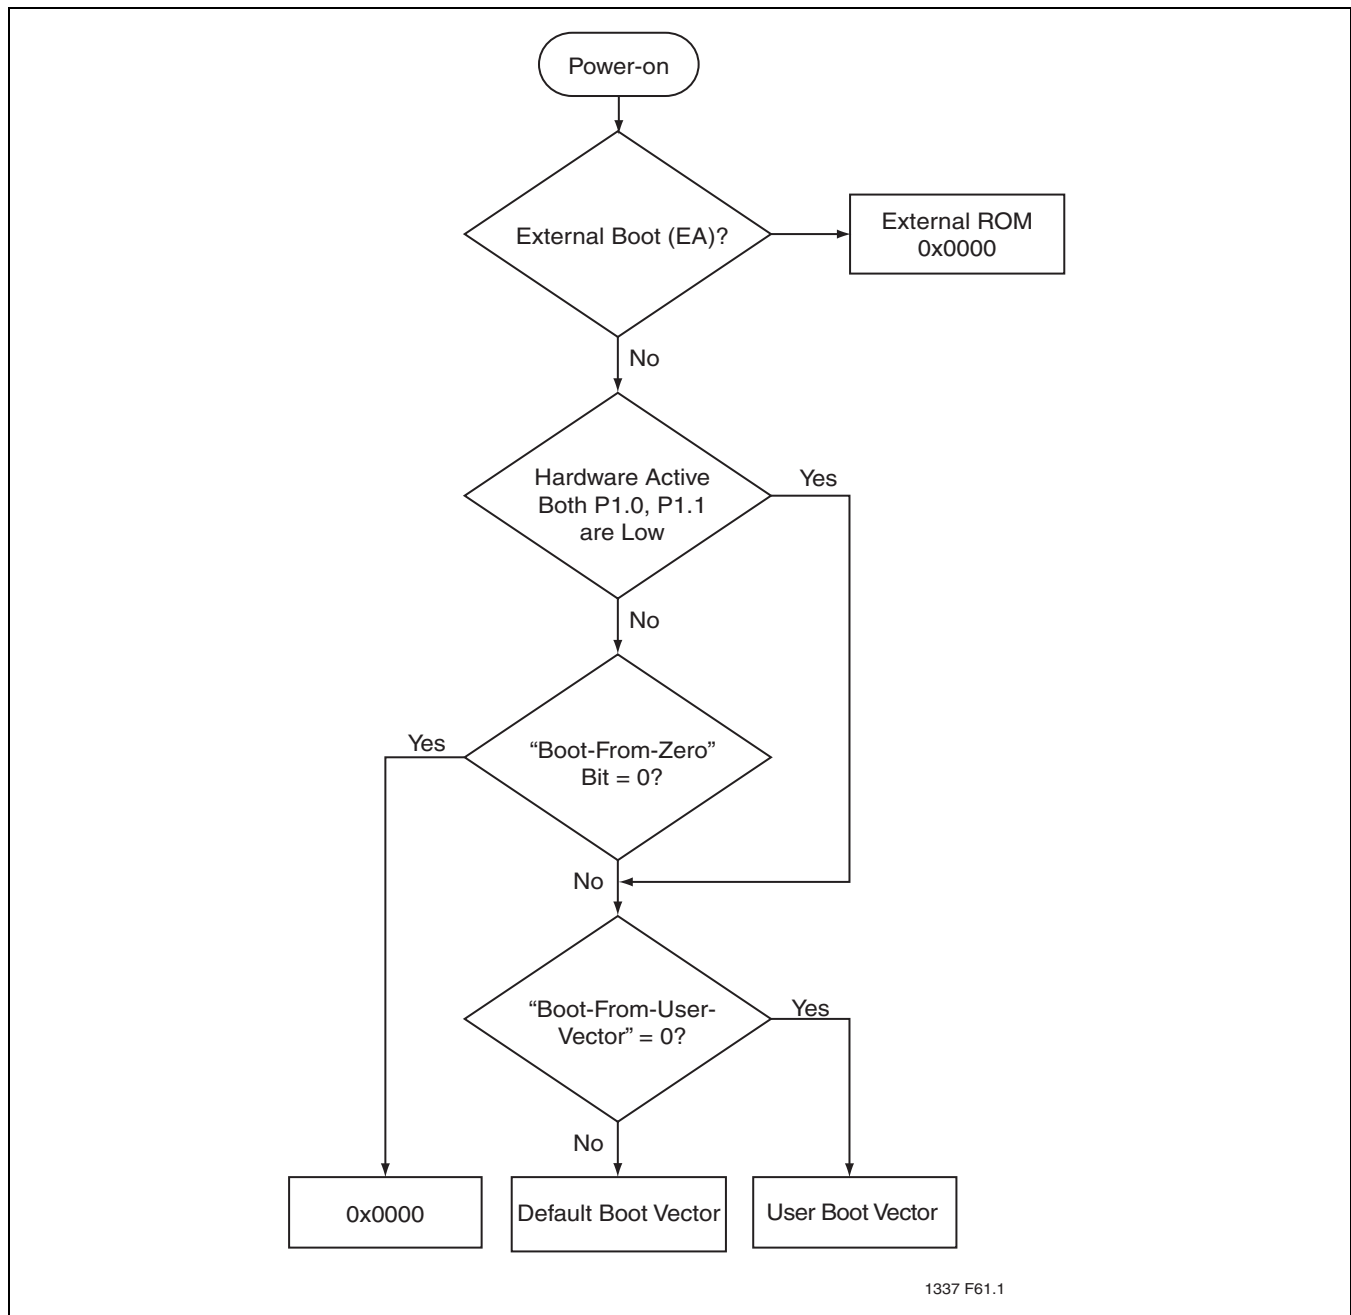 Power-on
External Boot (EA)?
External ROM
0x0000
No
Hardware Active
Both P1.0, P1.1
are Low
Yes
No
“Boot-From-Zero”
Bit = 0?
Yes
No
“Boot-From-User-
Vector” = 0?
Yes
No
0x0000
Default Boot Vector
User Boot Vector
1337 F61.1